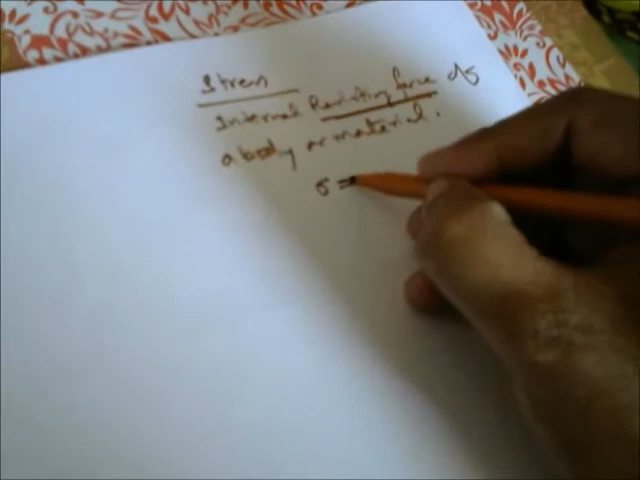 Stress
Internal Resisting force of
a body or material.
σ =